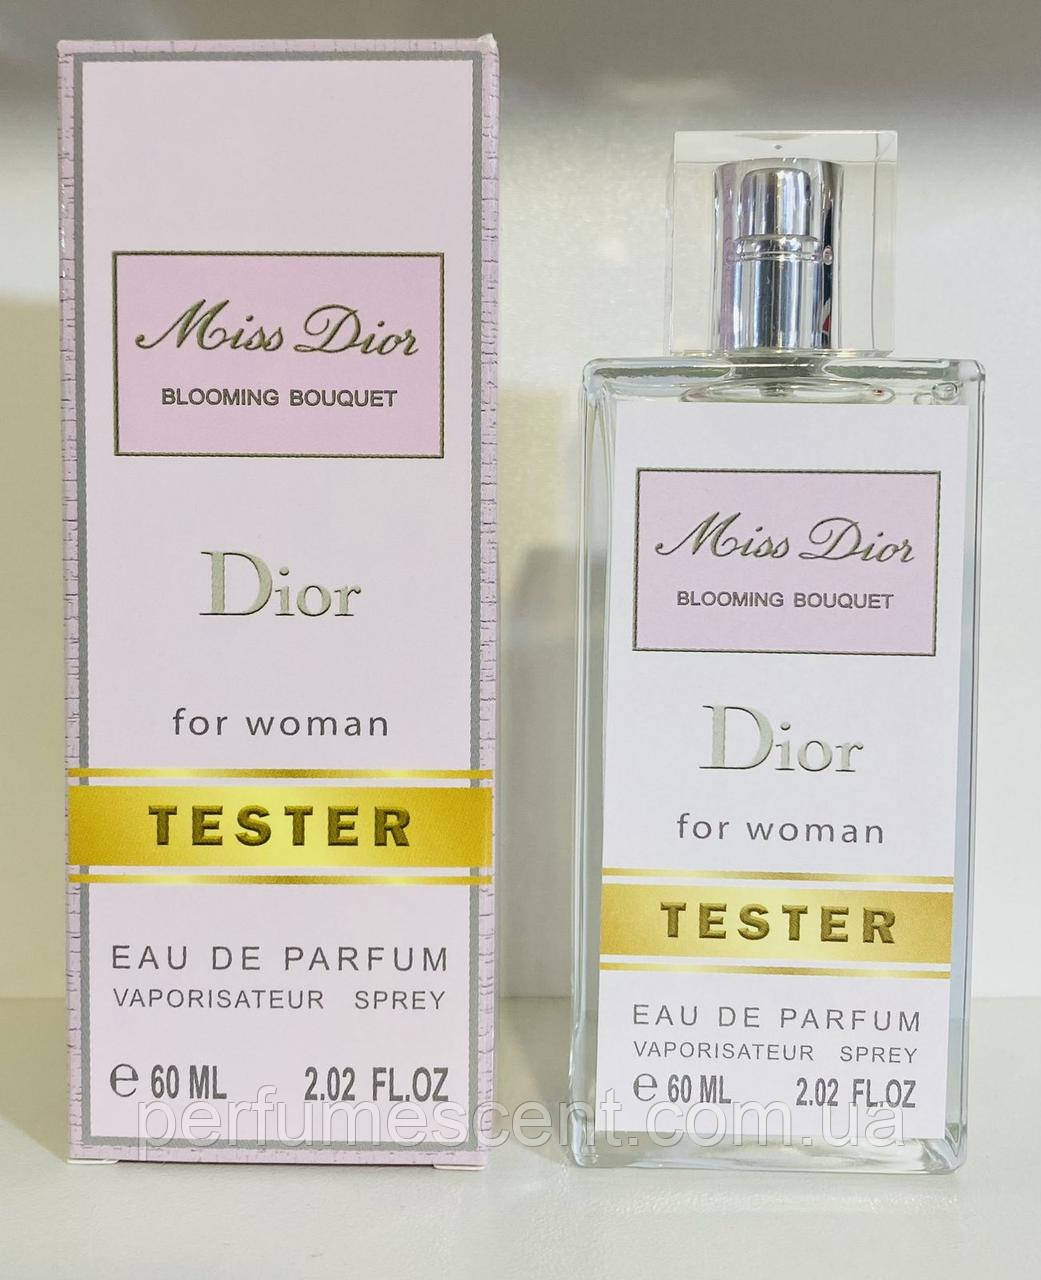 Miss Dior
BLOOMING BOUQUET
Dior
for woman
TESTER
EAU DE PARFUM
VAPORISATEUR SPREY
e 60 ML 2.02 FL.OZ
Miss Dior
BLOOMING BOUQUET
Dior
for woman
TESTER
EAU DE PARFUM
VAPORISATEUR SPREY
e 60 ML 2.02 FL.OZ
perfumescent.com.ua